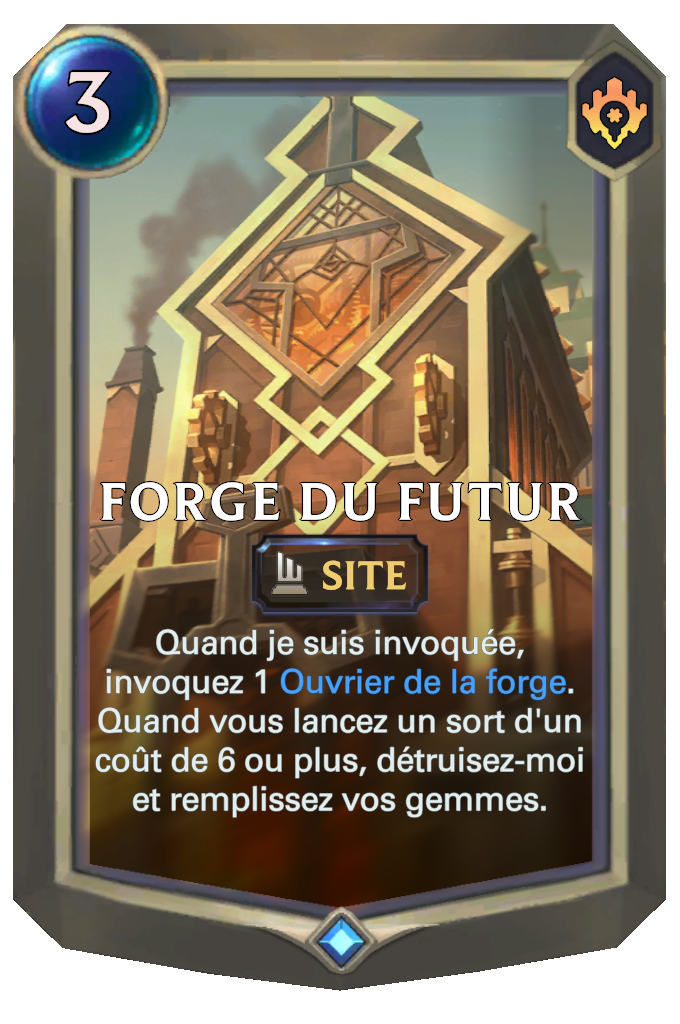 3
FORGE DU FUTUR
SITE
Quand je suis invoquée,
invoquez 1 Ouvrier de la forge.
Quand vous lancez un sort d'un
coût de 6 ou plus, détruisez-moi
et remplissez vos gemmes.